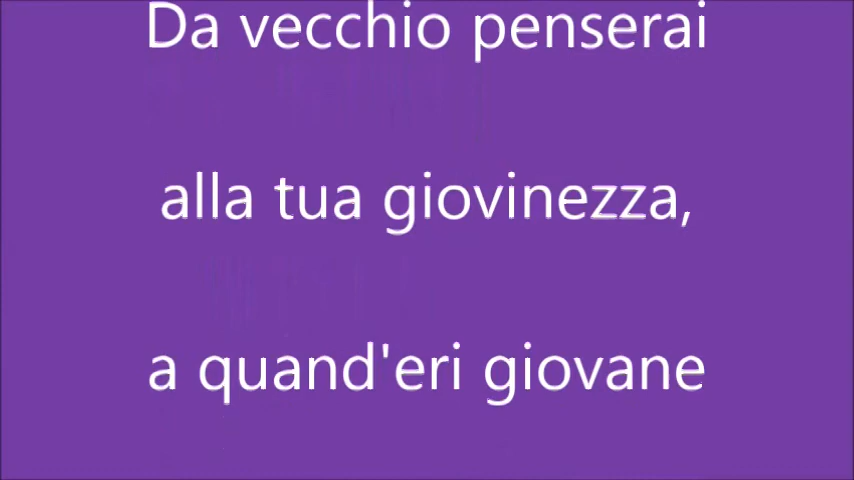 Da vecchio penserai
alla tua giovinezza,
a quand'eri giovane